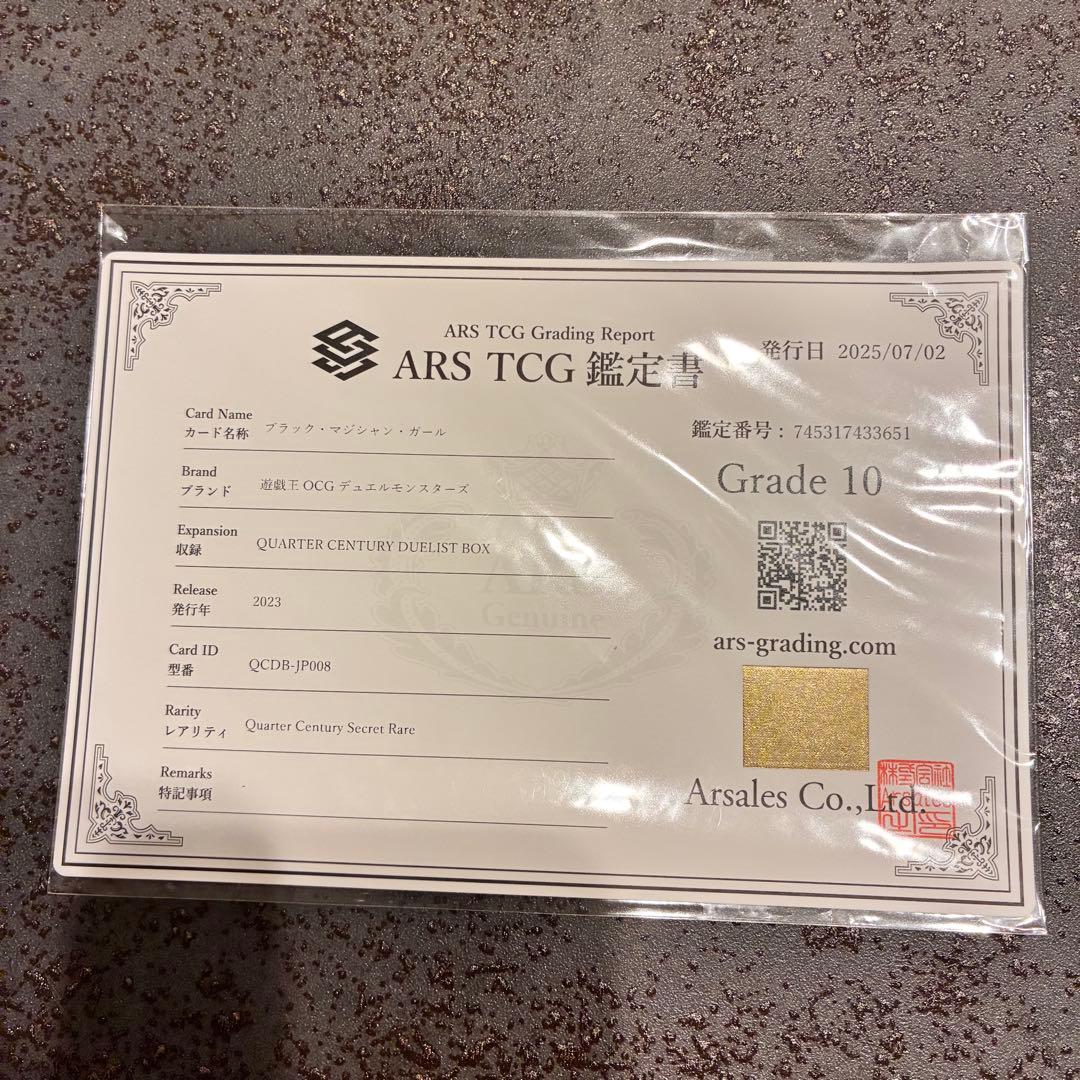 ARS TCG Grading Report
ARS TCG 鑑定書
発行日 2025/07/02
Card Name
カード名称 ブラック・マジシャン・ガール
Brand
ブランド 遊戯王 OCG デュエルモンスターズ
Expansion
収録 QUARTER CENTURY DUELIST BOX
Release
発行年 2023
Card ID
型番 QCDB-JP008
Rarity
レアリティ Quarter Century Secret Rare
Remarks
特記事項
鑑定番号: 745317433651
Grade 10
ars-grading.com
Arsales Co.,Ltd.
株式会社
Genuine